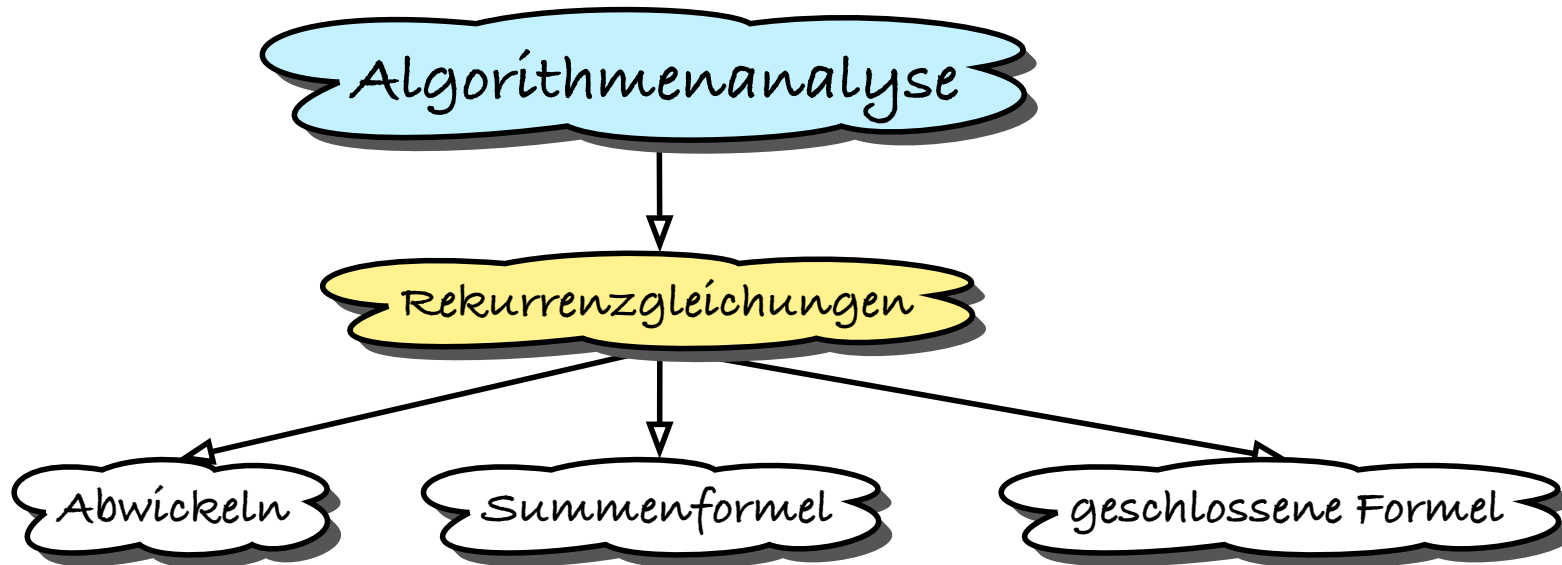 Algorithmenanalyse
Rekurrenzgleichungen
Abwickeln
Summenformel
geschlossene Formel